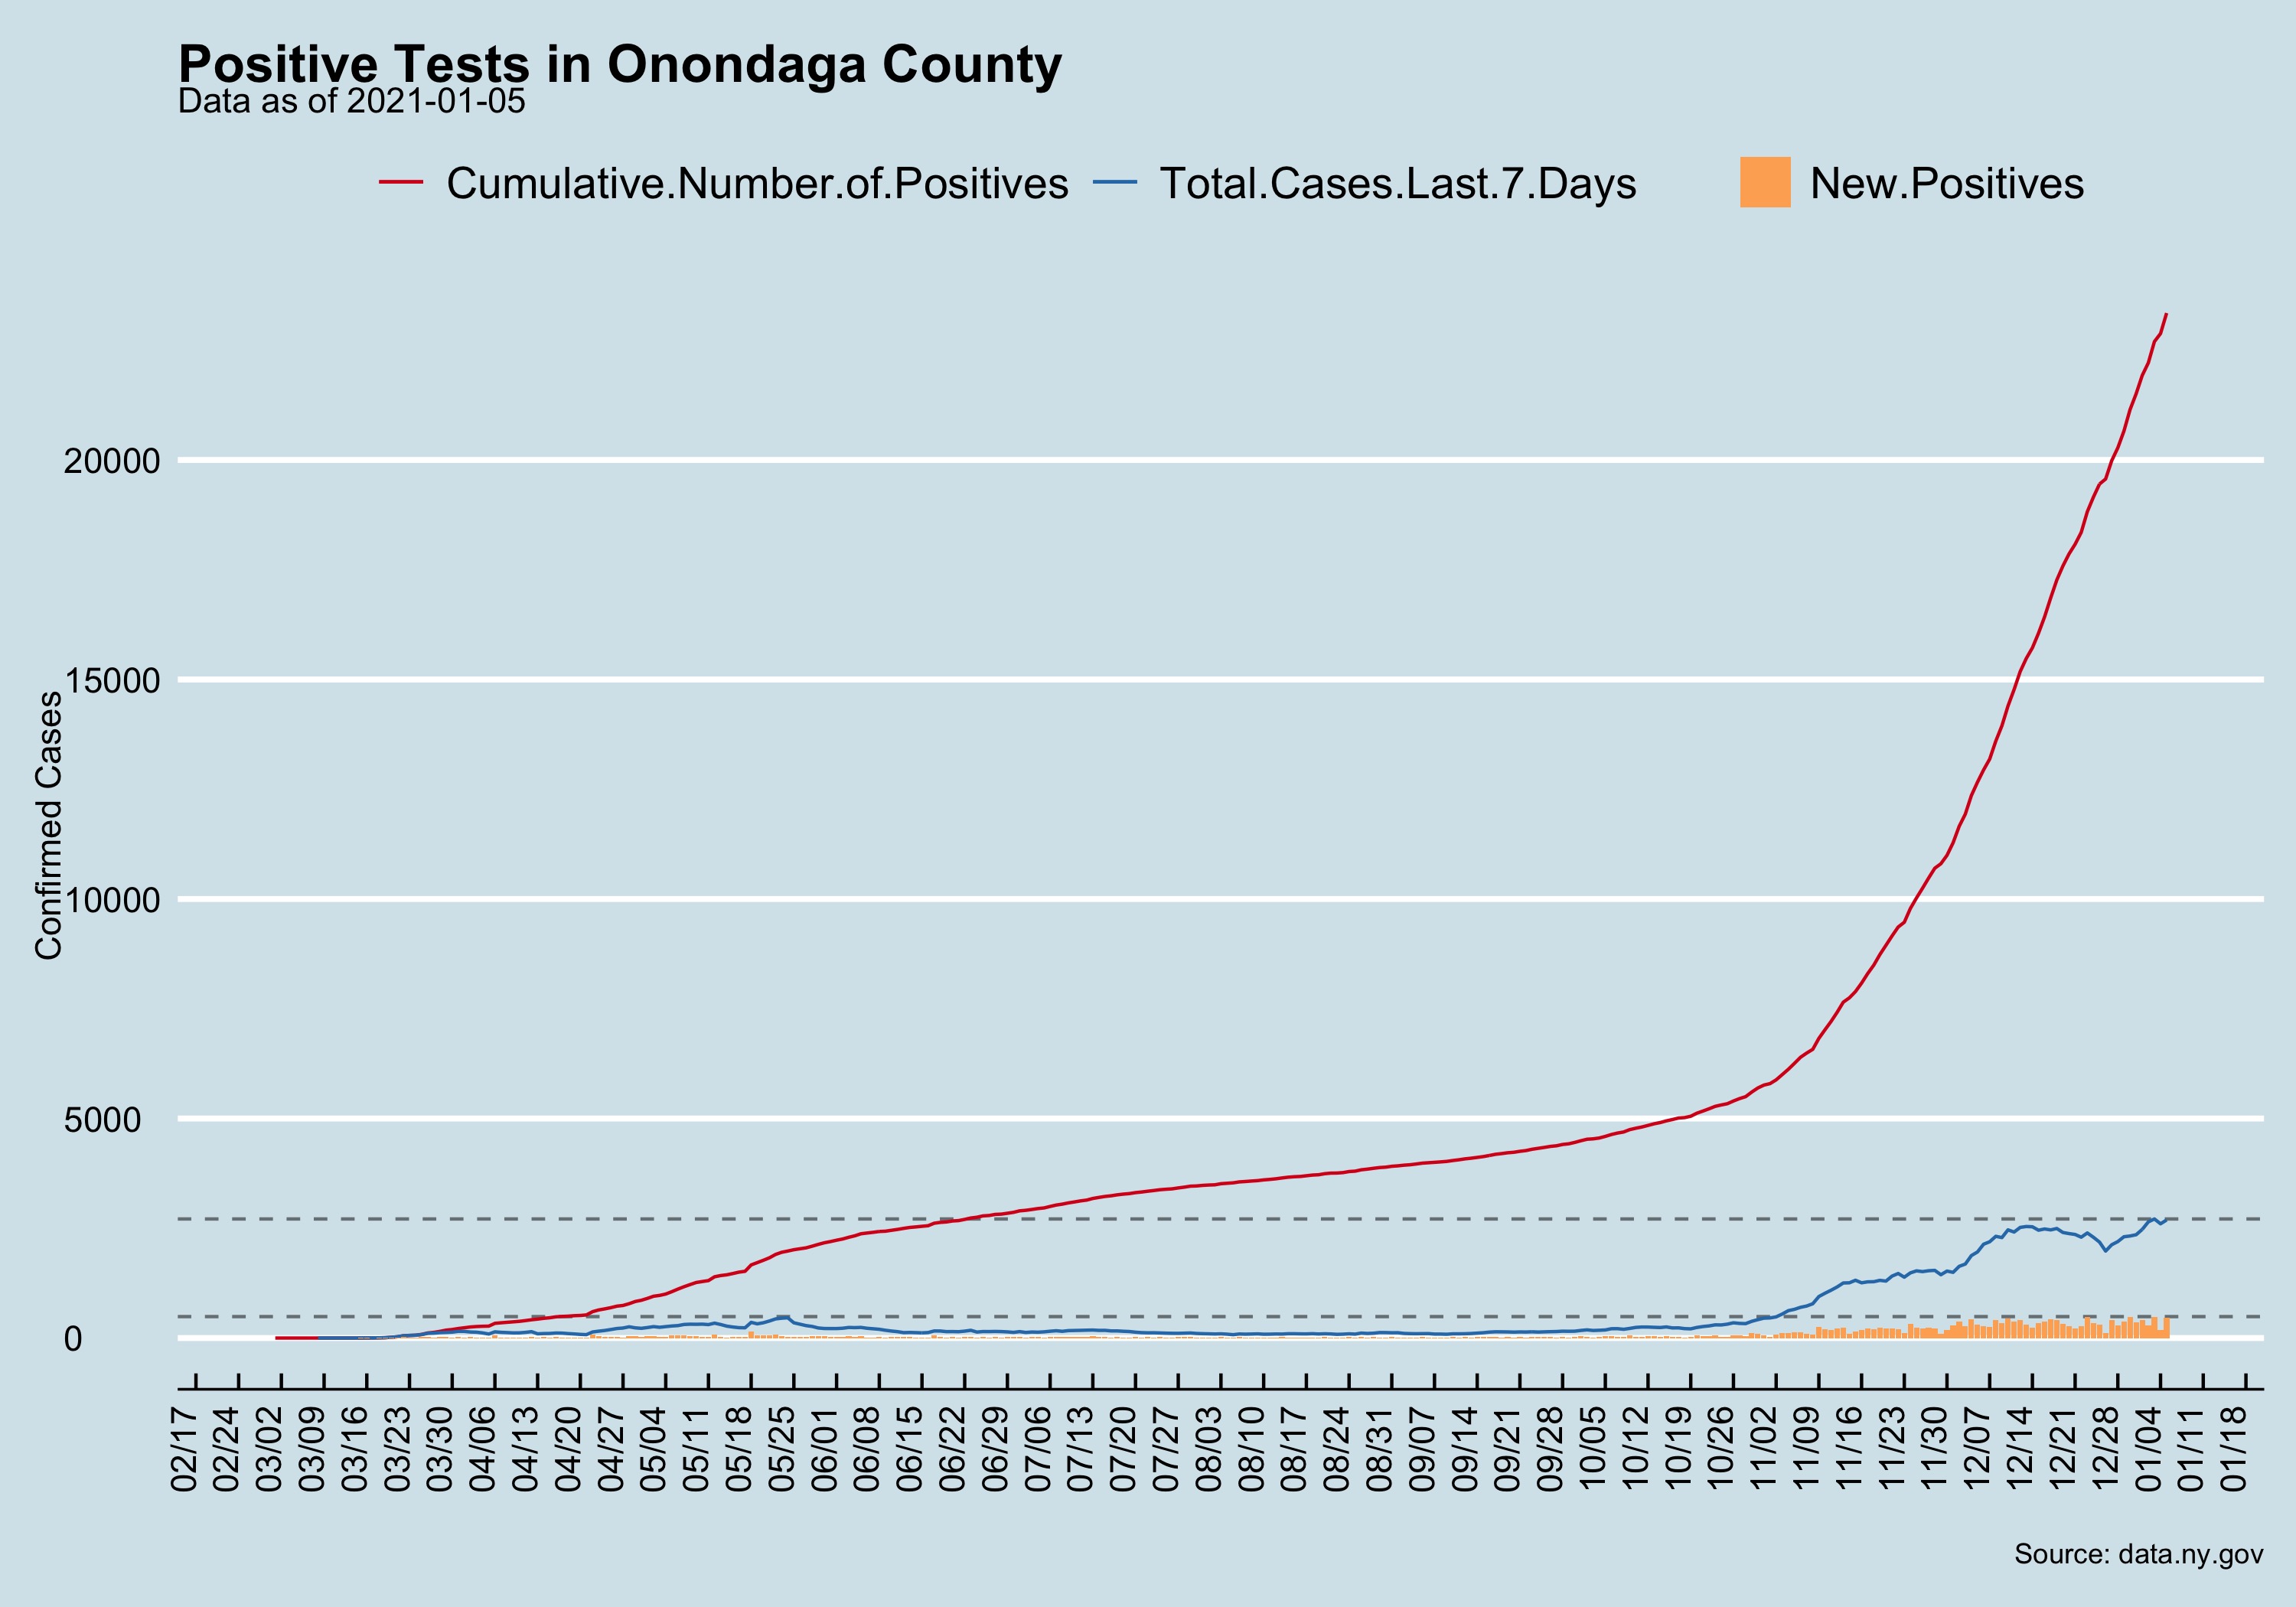 Positive Tests in Onondaga County
Data as of 2021-01-05
Cumulative.Number.of.Positives Total.Cases.Last.7.Days New.Positives
Confirmed Cases
20000
15000
10000
5000
0
02/17 02/24 03/02 03/09 03/16 03/23 03/30 04/06 04/13 04/20 04/27 05/04 05/11 05/18 05/25 06/01 06/08 06/15 06/22 06/29 07/06 07/13 07/20 07/27 08/03 08/10 08/17 08/24 08/31 09/07 09/14 09/21 09/28 10/05 10/12 10/19 10/26 11/02 11/09 11/16 11/23 11/30 12/07 12/14 12/21 12/28 01/04 01/11 01/18
Source: data.ny.gov